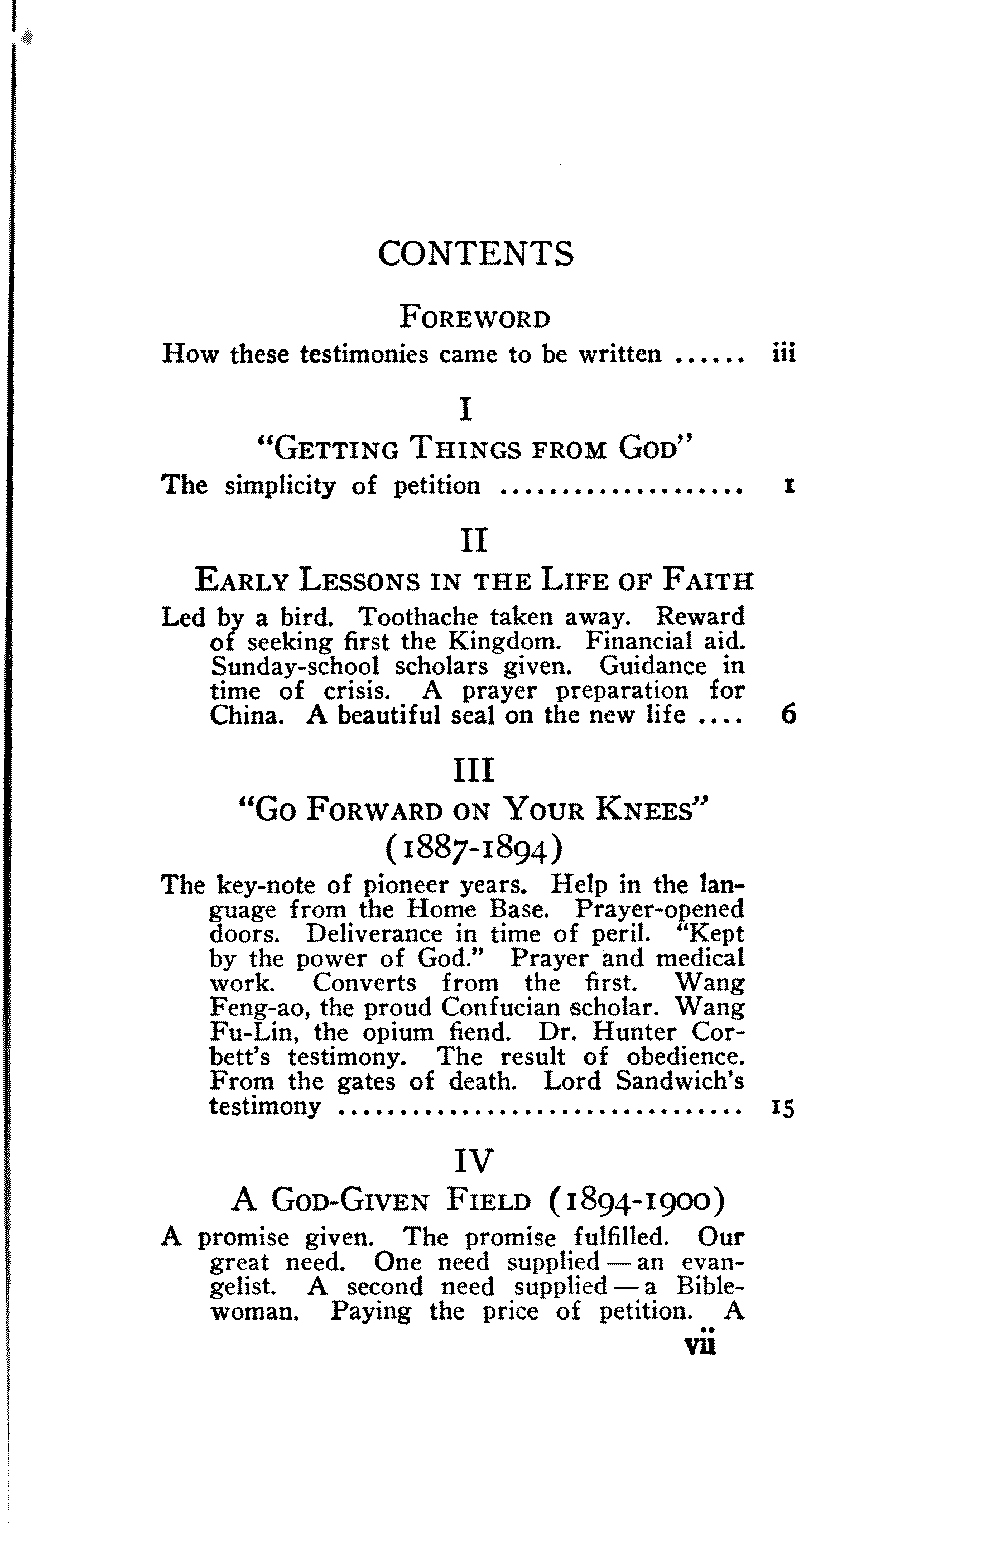 CONTENTS
FOREWORD
How these testimonies came to be written ...... iii
I
“GETTING THINGS FROM GOD”
The simplicity of petition .................... 1
II
EARLY LESSONS IN THE LIFE OF FAITH
Led by a bird. Toothache taken away. Reward
of seeking first the Kingdom. Financial aid.
Sunday-school scholars given. Guidance in
time of crisis. A prayer preparation for
China. A beautiful seal on the new life .... 6
III
“GO FORWARD ON YOUR KNEES”
(1887-1894)
The key-note of pioneer years. Help in the lan-
guage from the Home Base. Prayer-opened
doors. Deliverance in time of peril. “Kept
by the power of God.” Prayer and medical
work. Converts from the first. Wang
Feng-ao, the proud Confucian scholar. Wang
Fu-Lin, the opium fiend. Dr. Hunter Cor-
bett's testimony. The result of obedience.
From the gates of death. Lord Sandwich's
testimony ................................. 15
IV
A GOD-GIVEN FIELD (1894-1900)
A promise given. The promise fulfilled. Our
great need. One need supplied — an evan-
gelist. A second need supplied — a Bible-
woman. Paying the price of petition. A
vii